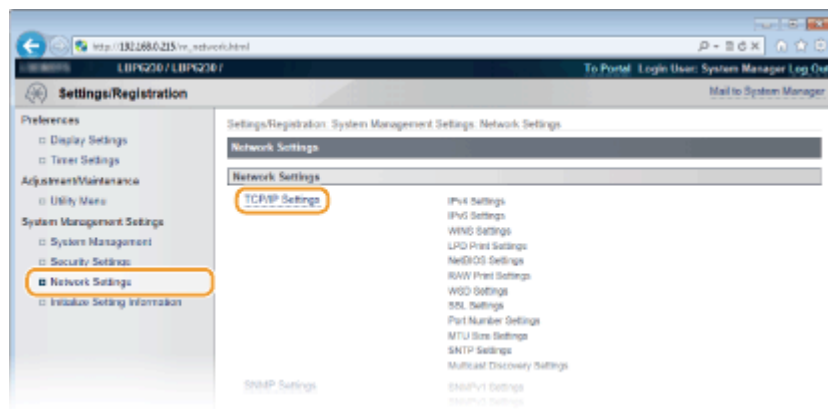 http://192.168.0.215/m_network.html
LBP6230 / LBP6230 /
To Portal Login User: System Manager Log Out
Settings/Registration
Mail to System Manager
Preferences
Display Settings
Timer Settings
Adjustment/Maintenance
Utility Menu
System Management Settings
System Management
Security Settings
Network Settings
Initialize Setting Information
Settings/Registration: System Management Settings: Network Settings
Network Settings
Network Settings
TCP/IP Settings
IPv4 Settings
IPv6 Settings
WINS Settings
LPD Print Settings
NetBIOS Settings
RAW Print Settings
WSD Settings
SSL Settings
Port Number Settings
MTU Size Settings
SNTP Settings
Multicast Discovery Settings
SNMP Settings
SNMPv1 Settings
SNMPv3 Settings